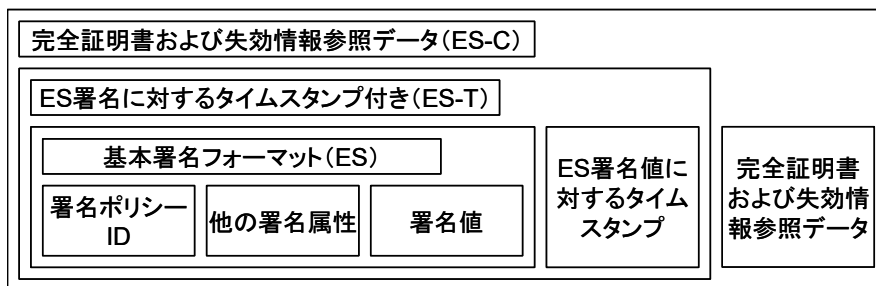 完全証明書および失効情報参照データ(ES-C)
ES署名に対するタイムスタンプ付き(ES-T)
基本署名フォーマット(ES)
署名ポリシー
ID
他の署名属性
署名値
ES署名値に
対するタイム
スタンプ
完全証明書
および失効情
報参照データ